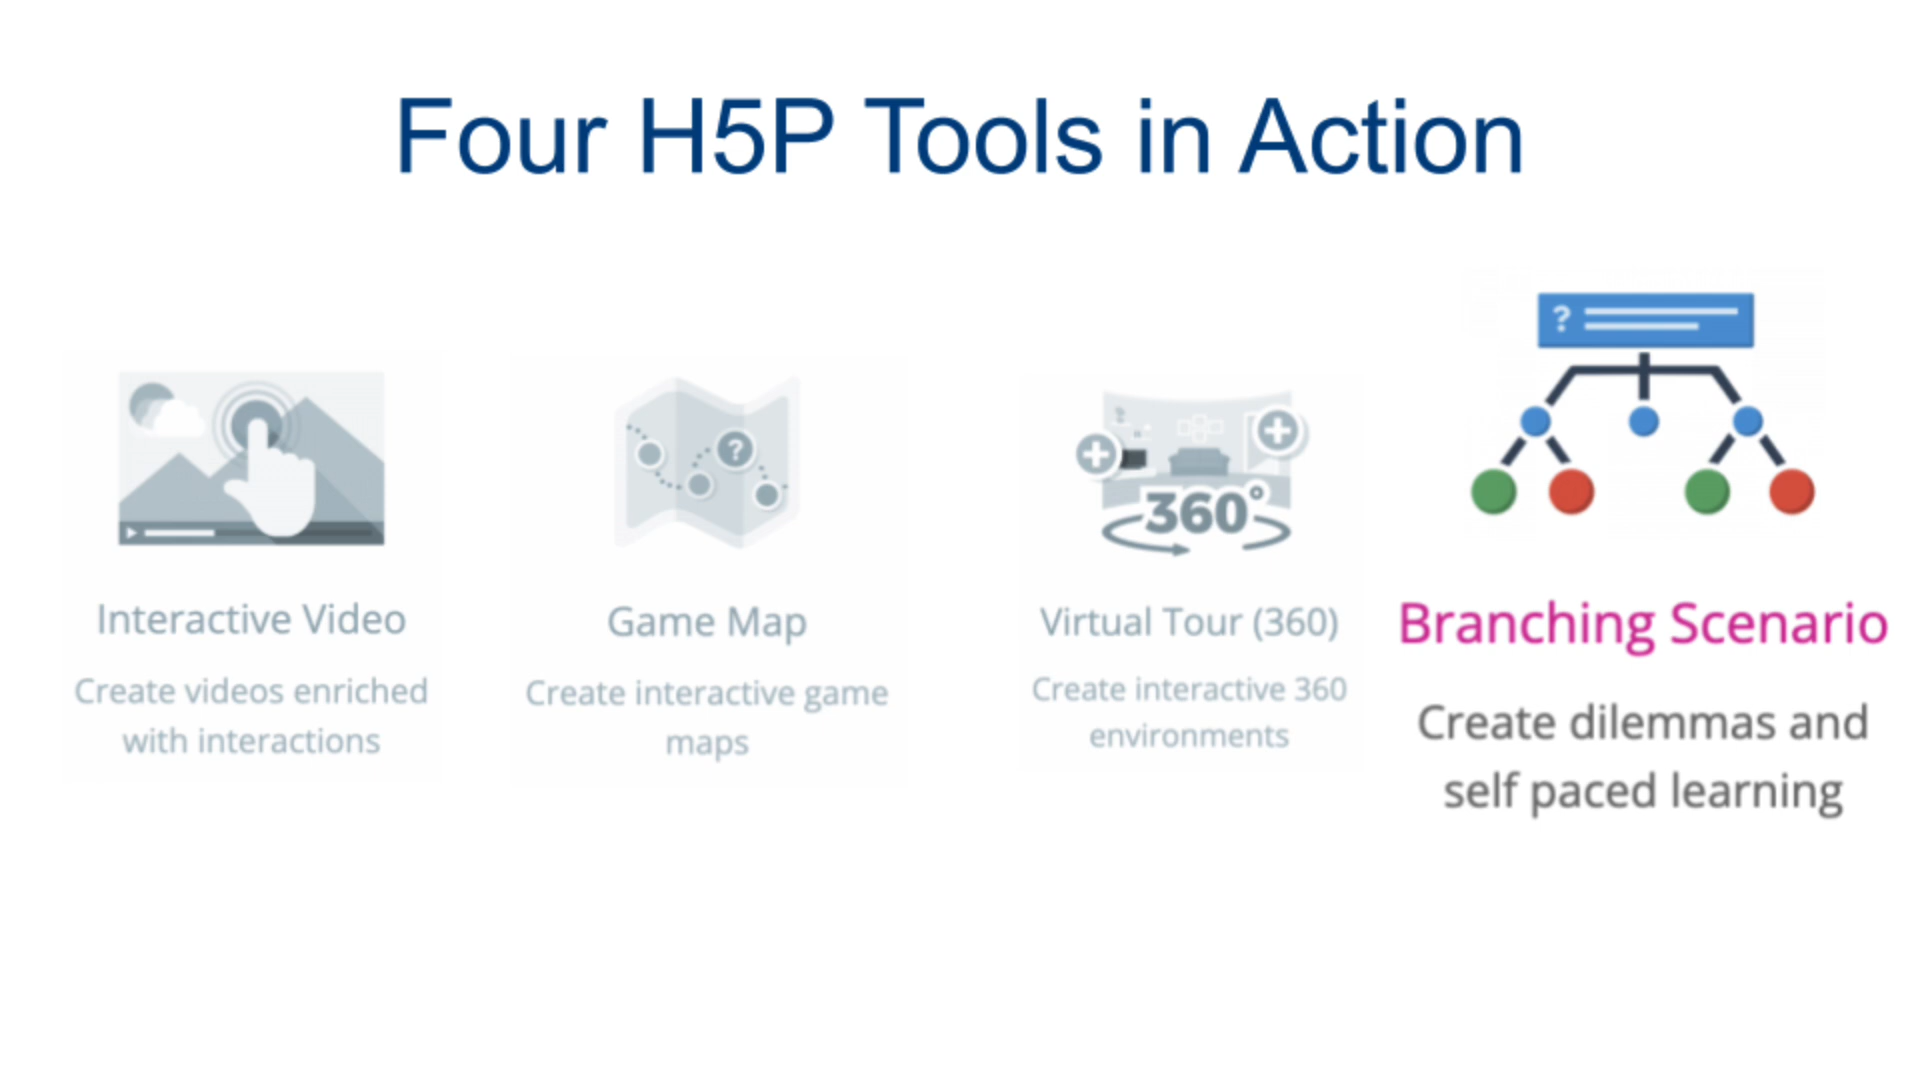 Four H5P Tools in Action
?
?
?
360°
Interactive Video
Create videos enriched
with interactions
Game Map
Create interactive game
maps
Virtual Tour (360)
Create interactive 360
environments
Branching Scenario
Create dilemmas and
self paced learning